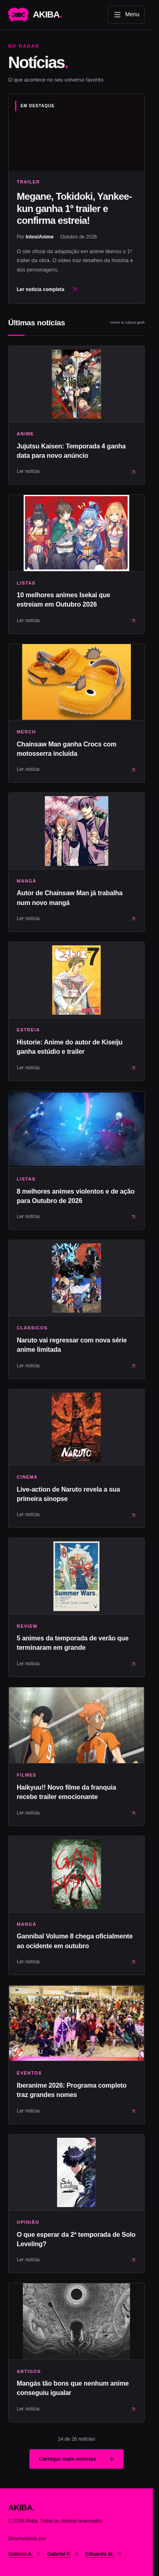 AKIBA.
Menu
NO RADAR
Notícias.
O que acontece no seu universo favorito.
EM DESTAQUE
TRAILER
Megane, Tokidoki, Yankee-
kun ganha 1º trailer e
confirma estreia!
Por IntoxiAnime Outubro de 2026
O site oficial da adaptação em anime liberou o 1º
trailer da obra. O vídeo traz detalhes da história e
dos personagens.
Ler notícia completa
Últimas notícias
Anime & cultura geek
ANIME
Jujutsu Kaisen: Temporada 4 ganha
data para novo anúncio
Ler notícia
LISTAS
10 melhores animes Isekai que
estreiam em Outubro 2026
Ler notícia
MERCH
Chainsaw Man ganha Crocs com
motosserra incluída
Ler notícia
MANGÁ
Autor de Chainsaw Man já trabalha
num novo mangá
Ler notícia
7
ESTREIA
Historie: Anime do autor de Kiseiju
ganha estúdio e trailer
Ler notícia
LISTAS
8 melhores animes violentos e de ação
para Outubro de 2026
Ler notícia
CLÁSSICOS
Naruto vai regressar com nova série
anime limitada
Ler notícia
NARUTO
CINEMA
Live-action de Naruto revela a sua
primeira sinopse
Ler notícia
Summer Wars
REVIEW
5 animes da temporada de verão que
terminaram em grande
Ler notícia
FILMES
Haikyuu!! Novo filme da franquia
recebe trailer emocionante
Ler notícia
MANGÁ
Gannibal Volume 8 chega oficialmente
ao ocidente em outubro
Ler notícia
EVENTOS
Iberanime 2026: Programa completo
traz grandes nomes
Ler notícia
Solo
Leveling
OPINIÃO
O que esperar da 2ª temporada de Solo
Leveling?
Ler notícia
ARTIGOS
Mangás tão bons que nenhum anime
conseguiu igualar
Ler notícia
14 de 26 notícias
Carregar mais notícias
AKIBA.
© 2026 Akiba. Todos os direitos reservados.
Desenvolvido por
Gabriel A. Gabriel F. Eduardo M.